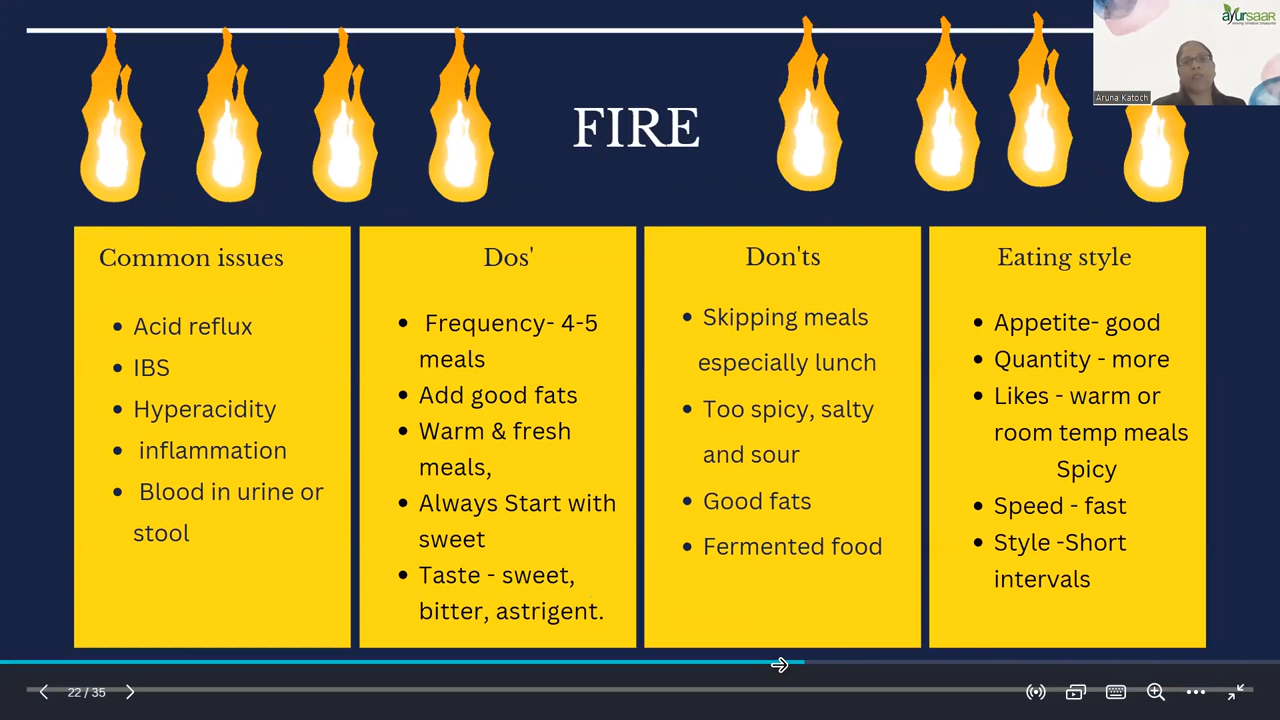 ayursaar
Aruna Katoch
FIRE
Common issues
Acid reflux
IBS
Hyperacidity
inflammation
Blood in urine or
stool
Dos'
Frequency- 4-5
meals
Add good fats
Warm & fresh
meals,
Always Start with
sweet
Taste - sweet,
bitter, astrigent.
Don'ts
Skipping meals
especially lunch
Too spicy, salty
and sour
Good fats
Fermented food
Eating style
Appetite- good
Quantity - more
Likes - warm or
room temp meals
Spicy
Speed - fast
Style -Short
intervals
22 / 35